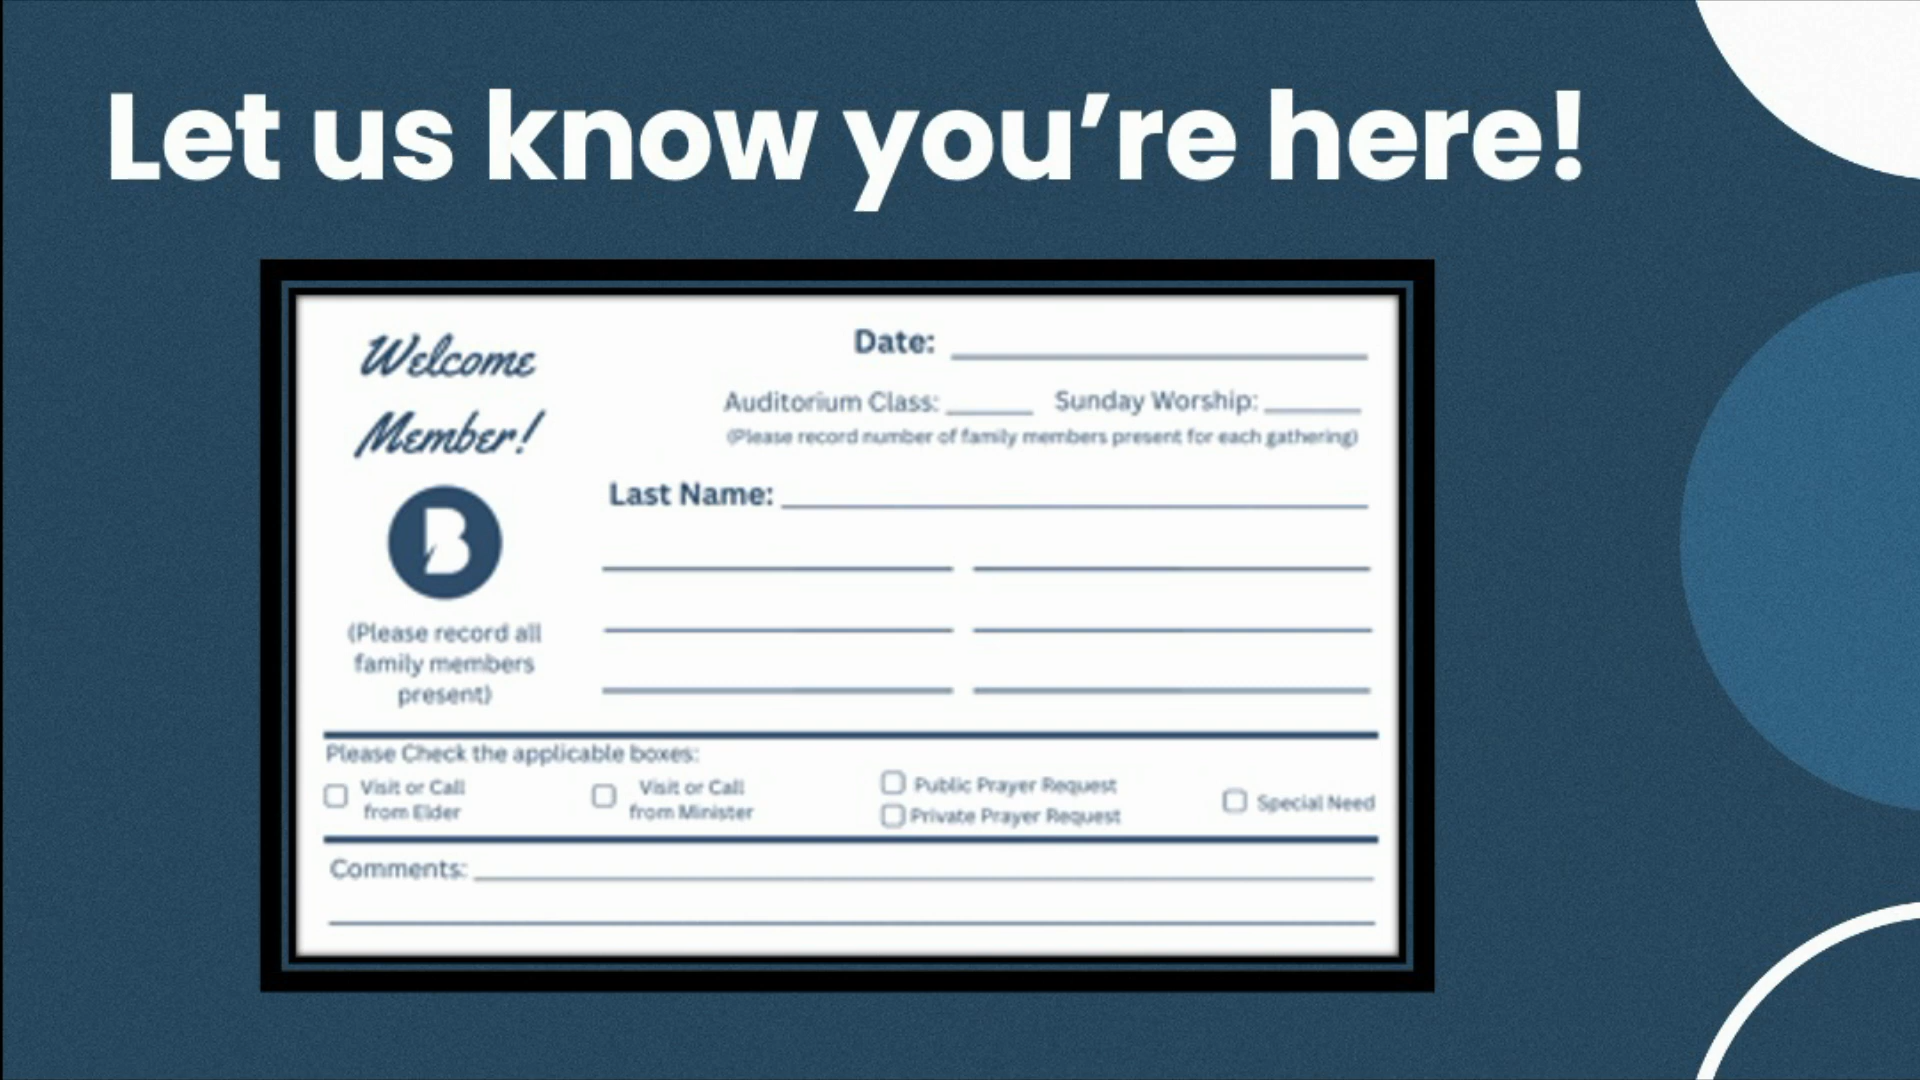 Let us know you’re here!
Welcome
Member!
B
(Please record all
family members
present)
Date:
Auditorium Class: Sunday Worship:
(Please record number of family members present for each gathering)
Last Name:
Please Check the applicable boxes:
Visit or Call
from Elder
Visit or Call
from Minister
Public Prayer Request
Private Prayer Request
Special Need
Comments: